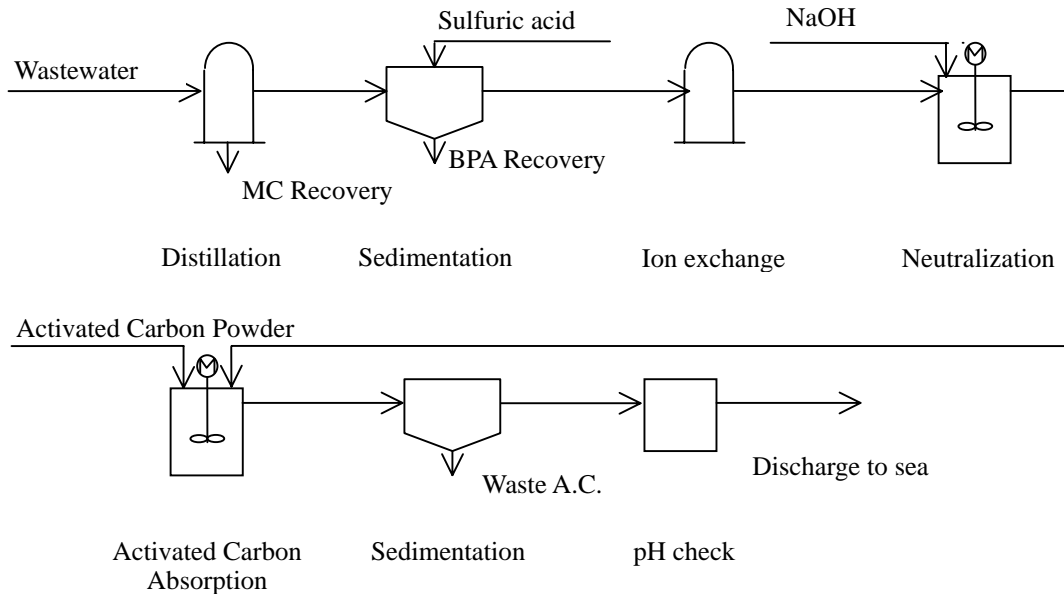 Sulfuric acid
NaOH
M
Wastewater
BPA Recovery
MC Recovery
Distillation
Sedimentation
Ion exchange
Neutralization
Activated Carbon Powder
M
Discharge to sea
Waste A.C.
Activated Carbon
Absorption
Sedimentation
pH check